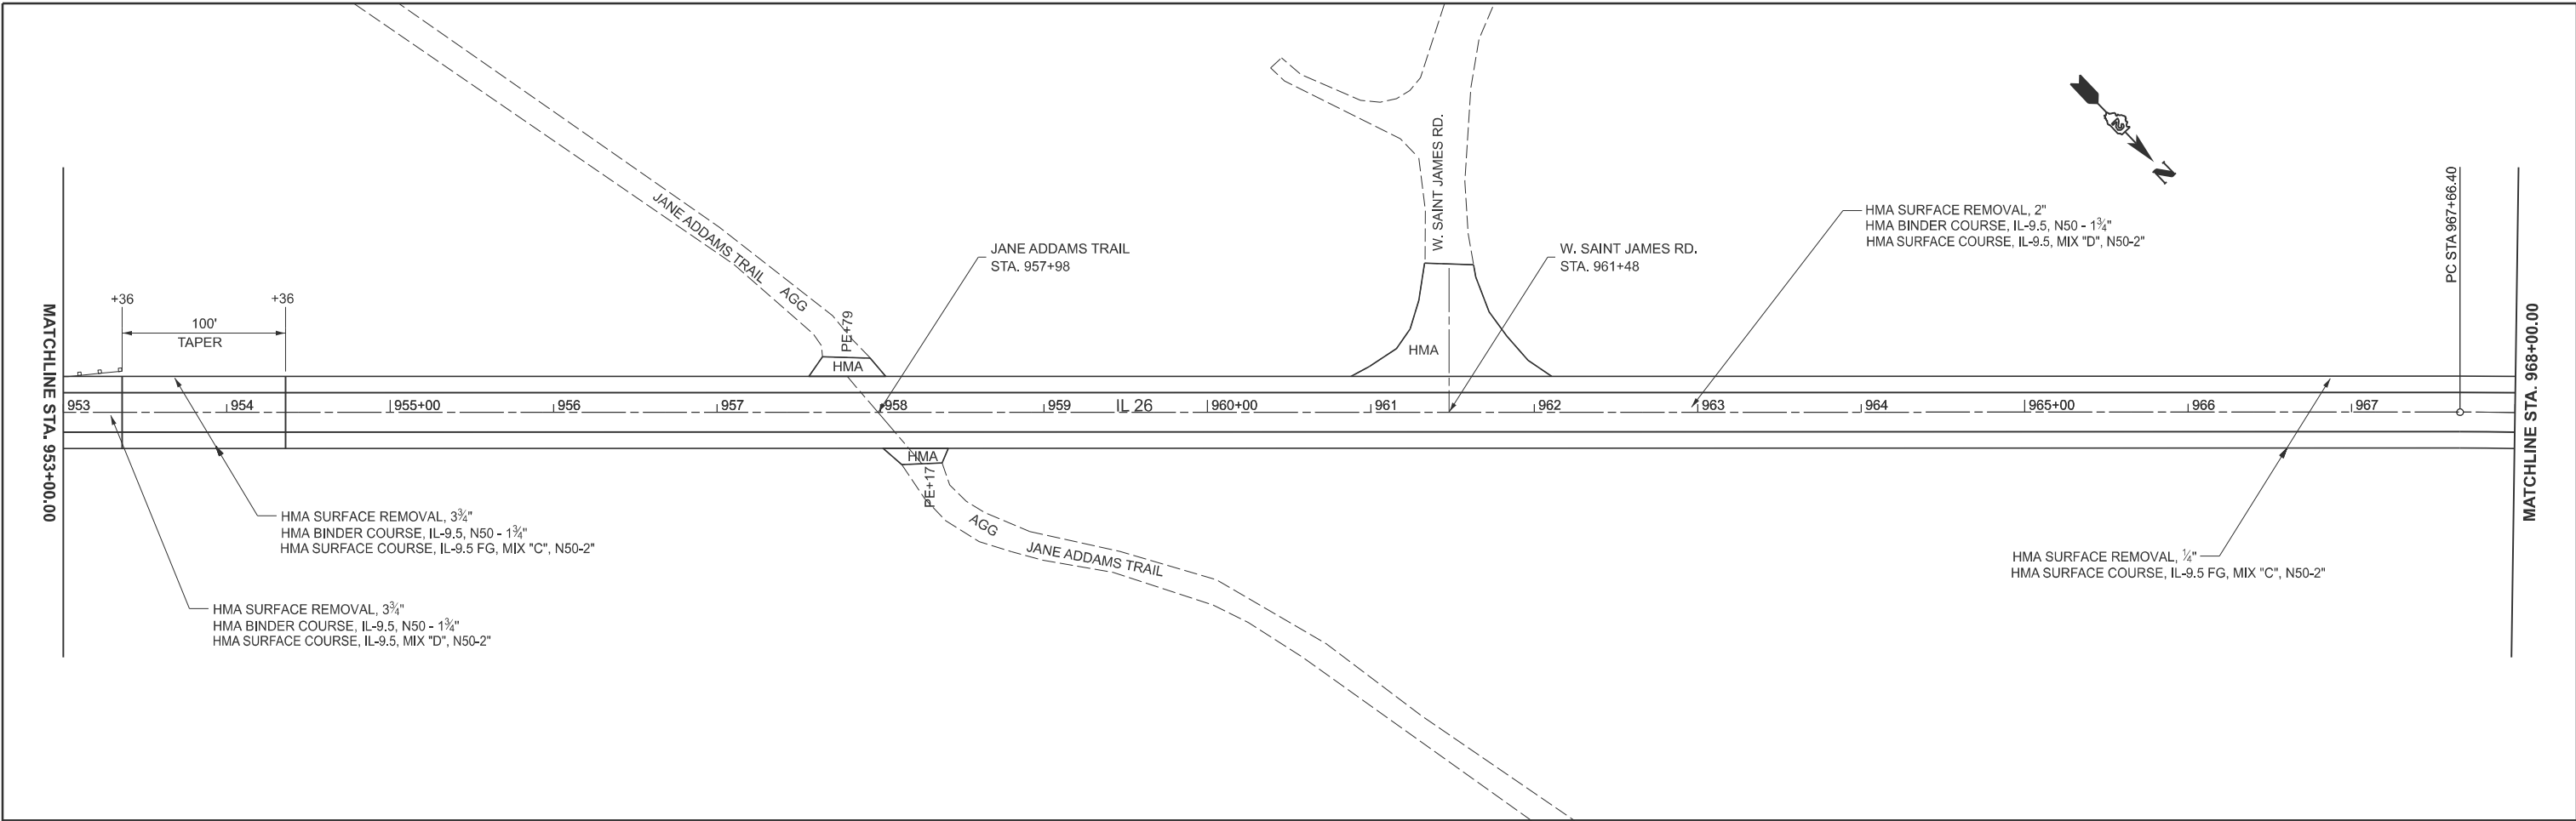 W. SAINT JAMES RD.
N
PC STA 967+66.40
HMA SURFACE REMOVAL, 2"
HMA BINDER COURSE, IL-9.5, N50 - 1¾"
HMA SURFACE COURSE, IL-9.5, MIX "D", N50-2"
JANE ADDAMS TRAIL
AGG
PE+79
HMA
JANE ADDAMS TRAIL
STA. 957+98
W. SAINT JAMES RD.
STA. 961+48
+36
+36
100'
TAPER
HMA
MATCHLINE STA. 953+00.00
953
954
955+00
956
957
958
959
IL 26
960+00
961
962
963
964
965+00
966
967
MATCHLINE STA. 968+00.00
HMA
PE+17
AGG
JANE ADDAMS TRAIL
HMA SURFACE REMOVAL, 3¾"
HMA BINDER COURSE, IL-9.5, N50 - 1¾"
HMA SURFACE COURSE, IL-9.5 FG, MIX "C", N50-2"
HMA SURFACE REMOVAL, ¼"
HMA SURFACE COURSE, IL-9.5 FG, MIX "C", N50-2"
HMA SURFACE REMOVAL, 3¾"
HMA BINDER COURSE, IL-9.5, N50 - 1¾"
HMA SURFACE COURSE, IL-9.5, MIX "D", N50-2"